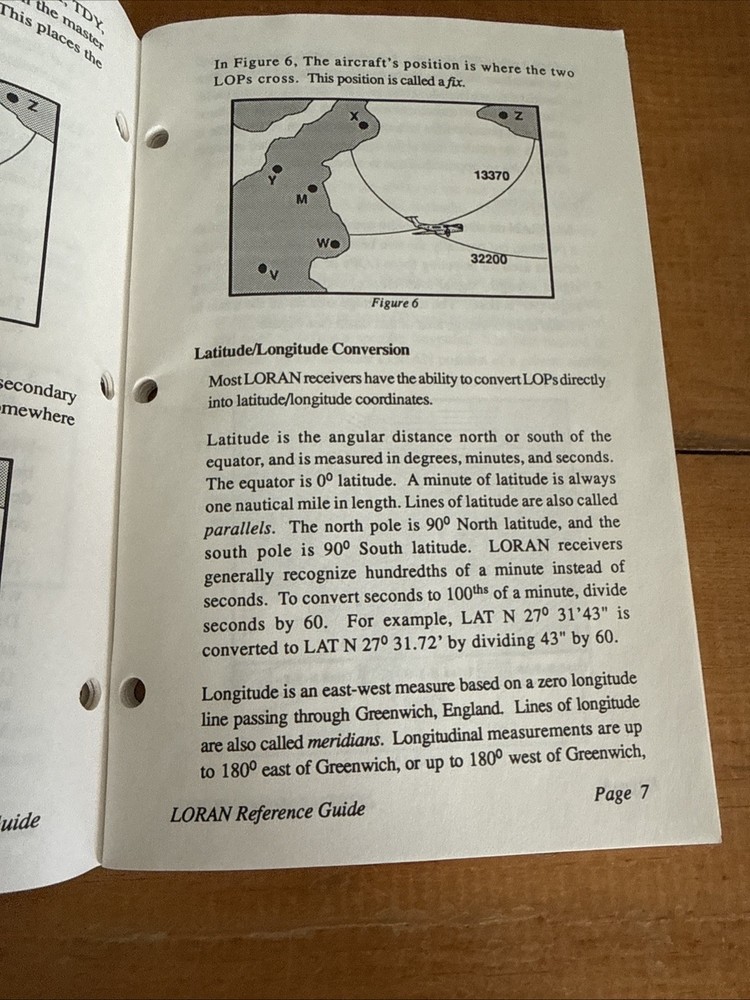 TDY,
the master
This places the
Z
secondary
omewhere
uide
In Figure 6, The aircraft's position is where the two
LOPs cross. This position is called a fix.
X
Z
Y
13370
M
W
32200
V
Figure 6
Latitude/Longitude Conversion
Most LORAN receivers have the ability to convert LOPs directly
into latitude/longitude coordinates.
Latitude is the angular distance north or south of the
equator, and is measured in degrees, minutes, and seconds.
The equator is 0º latitude. A minute of latitude is always
one nautical mile in length. Lines of latitude are also called
parallels. The north pole is 90º North latitude, and the
south pole is 90º South latitude. LORAN receivers
generally recognize hundredths of a minute instead of
seconds. To convert seconds to 100ths of a minute, divide
seconds by 60. For example, LAT N 27º 31'43" is
converted to LAT N 27º 31.72' by dividing 43" by 60.
Longitude is an east-west measure based on a zero longitude
line passing through Greenwich, England. Lines of longitude
are also called meridians. Longitudinal measurements are up
to 180º east of Greenwich, or up to 180º west of Greenwich,
LORAN Reference Guide
Page 7